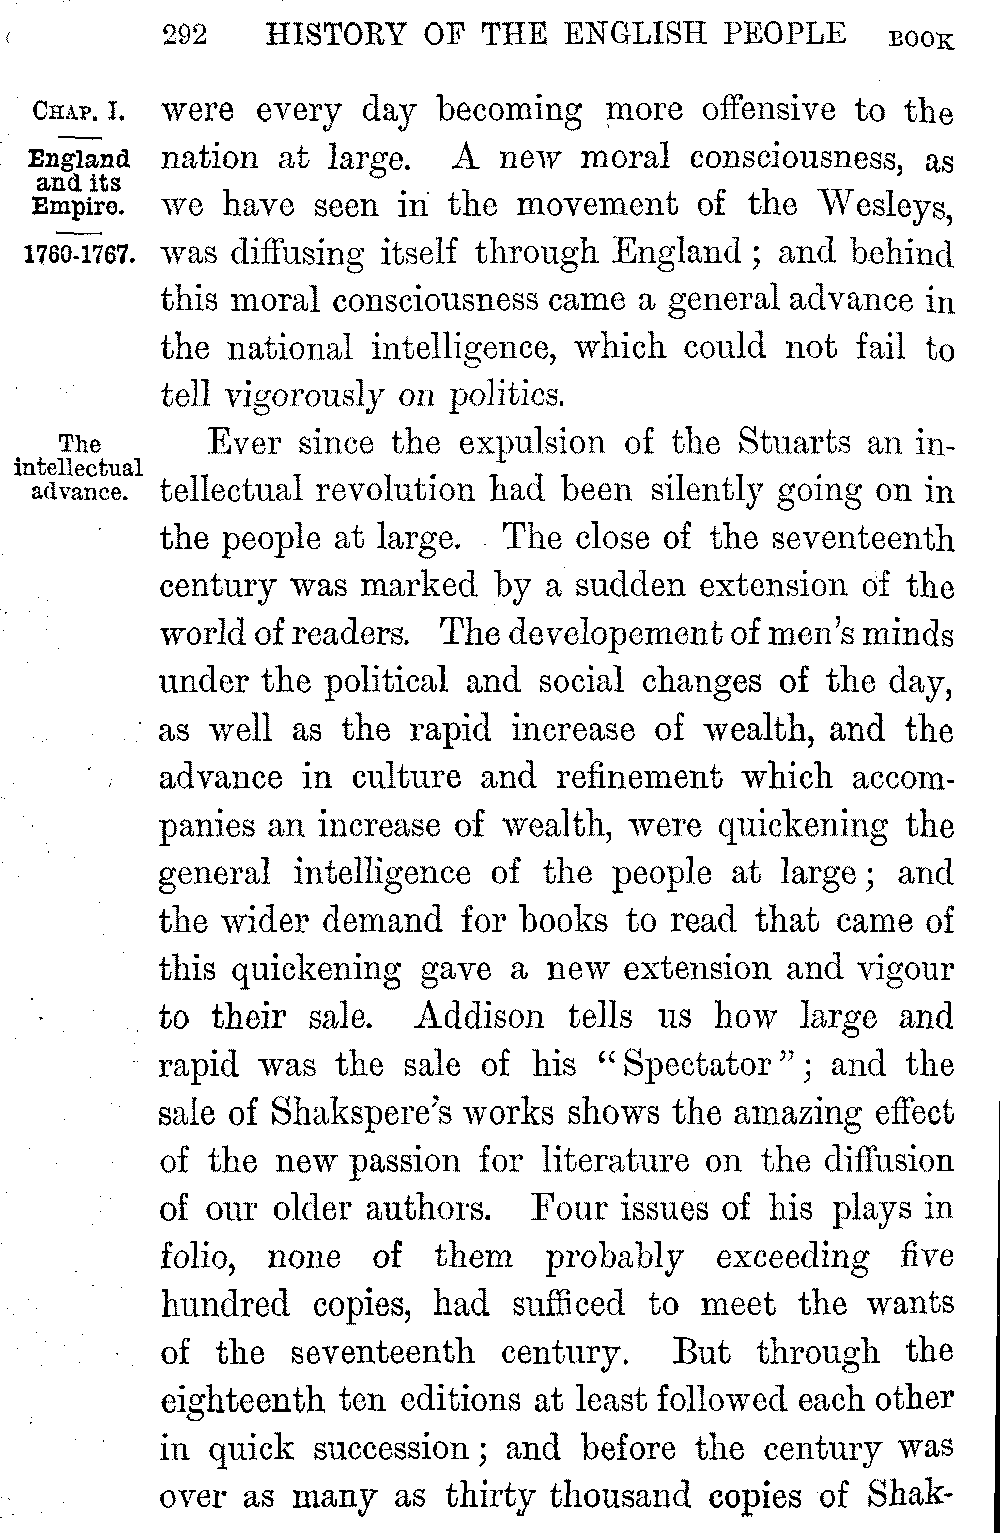 292 HISTORY OF THE ENGLISH PEOPLE BOOK
CHAP. I.
England
and its
Empire.
1760-1767.
were every day becoming more offensive to the
nation at large. A new moral consciousness, as
we have seen in the movement of the Wesleys,
was diffusing itself through England; and behind
this moral consciousness came a general advance in
the national intelligence, which could not fail to
tell vigorously on politics.
The
intellectual
advance.
Ever since the expulsion of the Stuarts an in-
tellectual revolution had been silently going on in
the people at large. The close of the seventeenth
century was marked by a sudden extension of the
world of readers. The developement of men's minds
under the political and social changes of the day,
as well as the rapid increase of wealth, and the
advance in culture and refinement which accom-
panies an increase of wealth, were quickening the
general intelligence of the people at large; and
the wider demand for books to read that came of
this quickening gave a new extension and vigour
to their sale. Addison tells us how large and
rapid was the sale of his "Spectator"; and the
sale of Shakspere's works shows the amazing effect
of the new passion for literature on the diffusion
of our older authors. Four issues of his plays in
folio, none of them probably exceeding five
hundred copies, had sufficed to meet the wants
of the seventeenth century. But through the
eighteenth ten editions at least followed each other
in quick succession; and before the century was
over as many as thirty thousand copies of Shak-